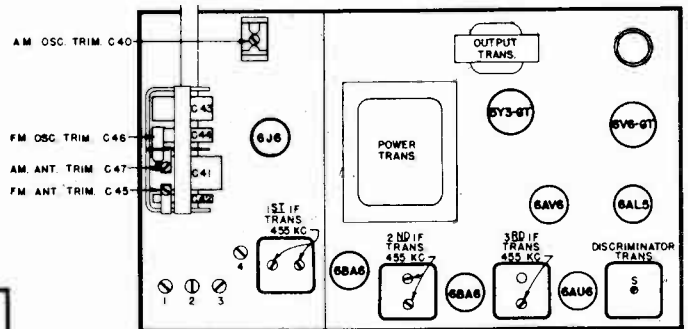 AM OSC. TRIM. C40
OUTPUT
TRANS.
C43
FM OSC. TRIM. C46
C44
6J6
5Y3-GT
6V6-GT
AM. ANT. TRIM. C47
C41
POWER
TRANS.
FM ANT TRIM. C45
C42
6AV6
6AL5
1ST IF
TRANS.
455 KC
2ND IF
TRANS
455 KC
3RD IF
TRANS
455 KC
DISCRIMINATOR
TRANS
4
6BA6
6BA6
6AU6
S
1 2 3